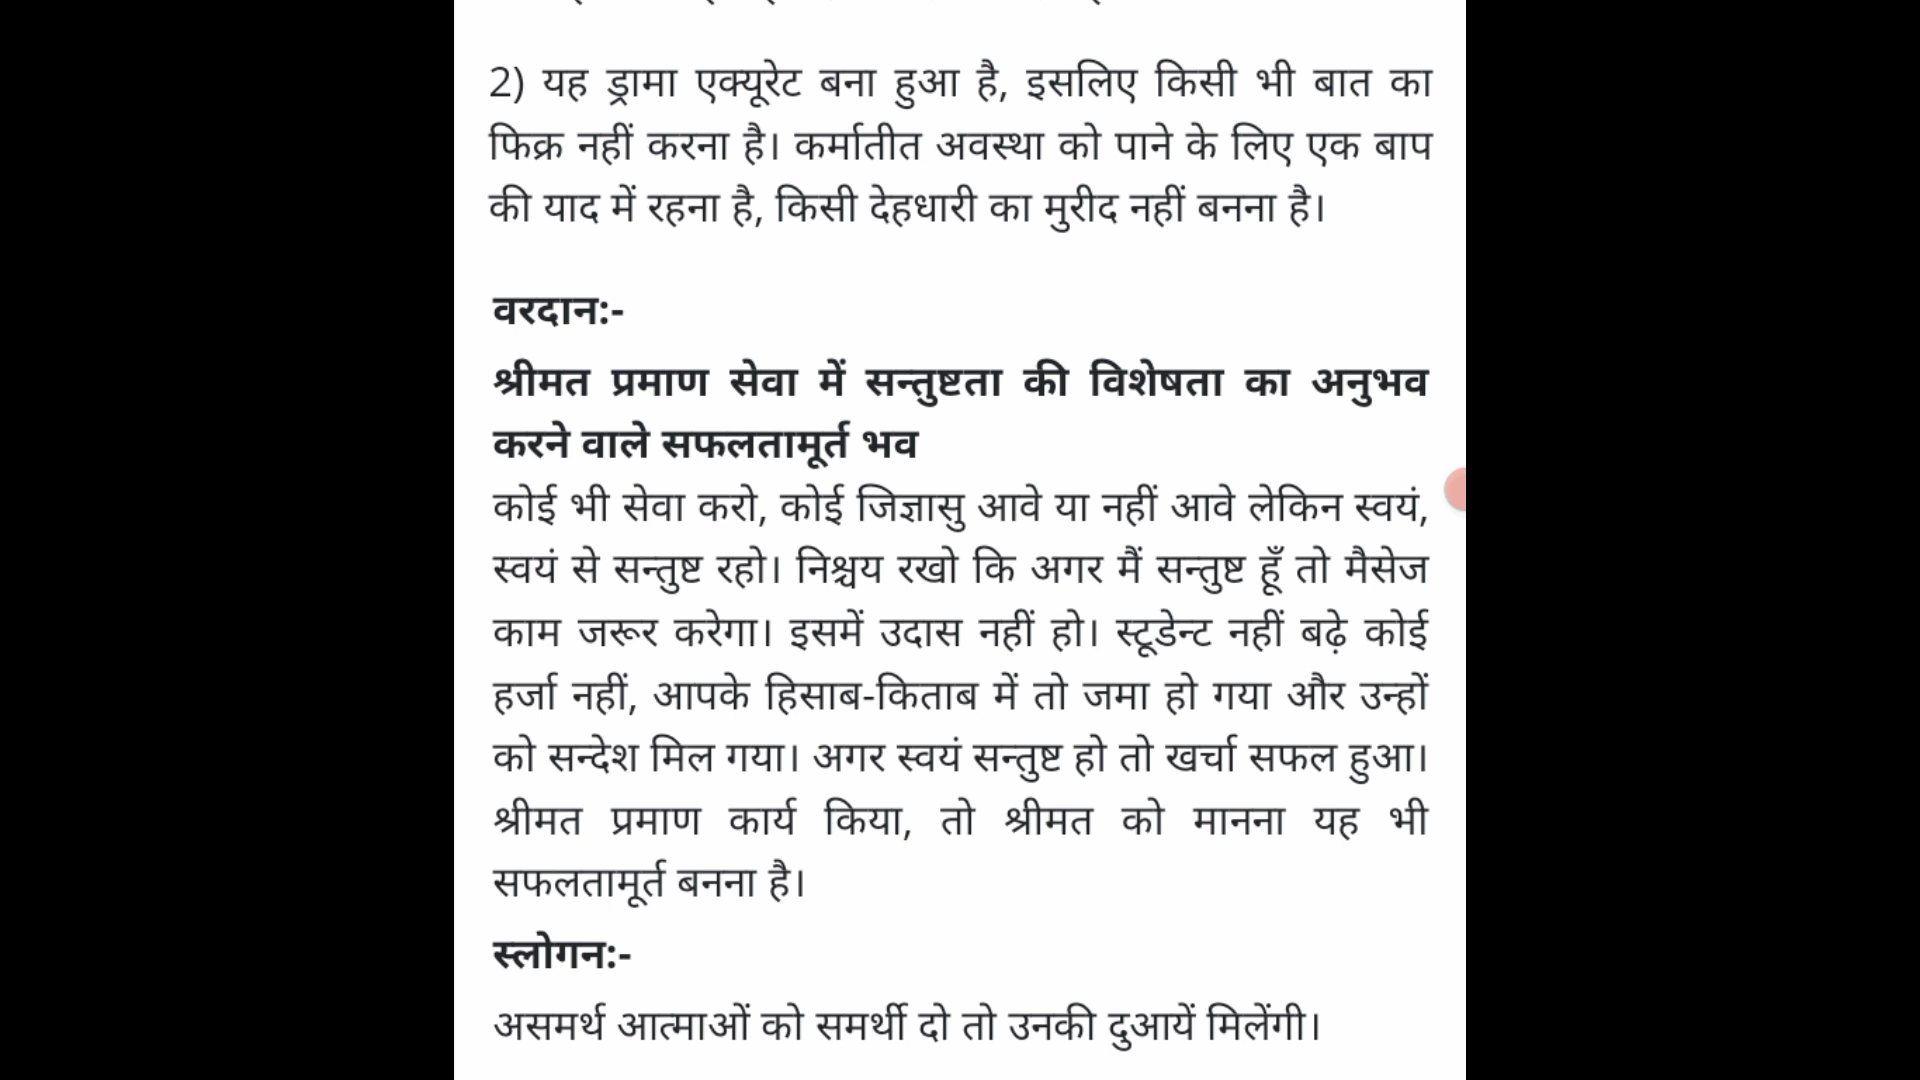 2) यह ड्रामा एक्यूरेट बना हुआ है, इसलिए किसी भी बात का
फिक्र नहीं करना है। कर्मातीत अवस्था को पाने के लिए एक बाप
की याद में रहना है, किसी देहधारी का मुरीद नहीं बनना है।
वरदान:-
श्रीमत प्रमाण सेवा में सन्तुष्टता की विशेषता का अनुभव
करने वाले सफलतामूर्त भव
कोई भी सेवा करो, कोई जिज्ञासु आवे या नहीं आवे लेकिन स्वयं,
स्वयं से सन्तुष्ट रहो। निश्चय रखो कि अगर मैं सन्तुष्ट हूँ तो मैसेज
काम जरूर करेगा। इसमें उदास नहीं हो। स्टूडेन्ट नहीं बढ़े कोई
हर्जा नहीं, आपके हिसाब-किताब में तो जमा हो गया और उन्हों
को सन्देश मिल गया। अगर स्वयं सन्तुष्ट हो तो खर्चा सफल हुआ।
श्रीमत प्रमाण कार्य किया, तो श्रीमत को मानना यह भी
सफलतामूर्त बनना है।
स्लोगन:-
असमर्थ आत्माओं को समर्थी दो तो उनकी दुआयें मिलेंगी।